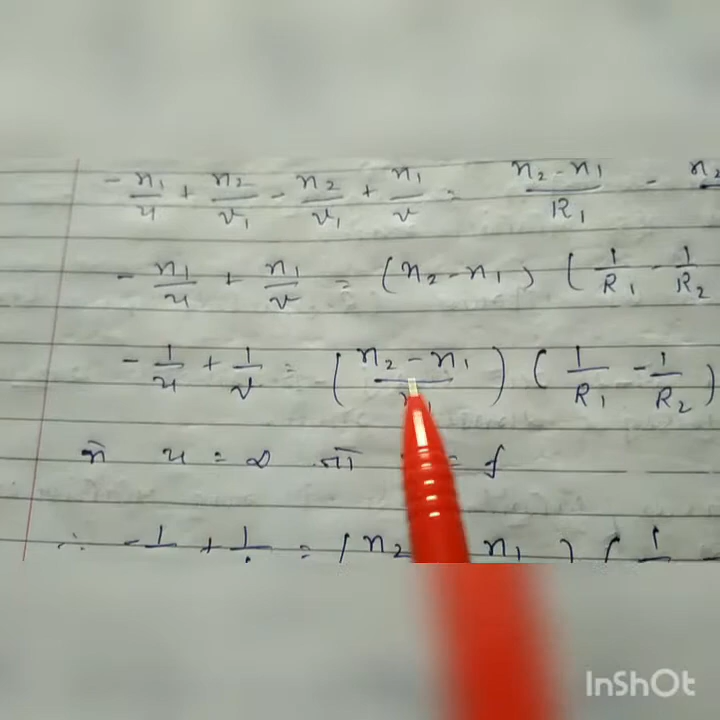 - n₁/u + n₂/v₁ - n₂/v₁ + n₁/v = n₂ - n₁/R₁ - n₂
- n₁/u + n₁/v = (n₂ - n₁) (1/R₁ - 1/R₂
- 1/u + 1/v = (n₂ - n₁/n₁) (1/R₁ - 1/R₂)
u = ∞ = f
∴ - 1 + 1 = (n₂ n₁) (1 -
InShOt